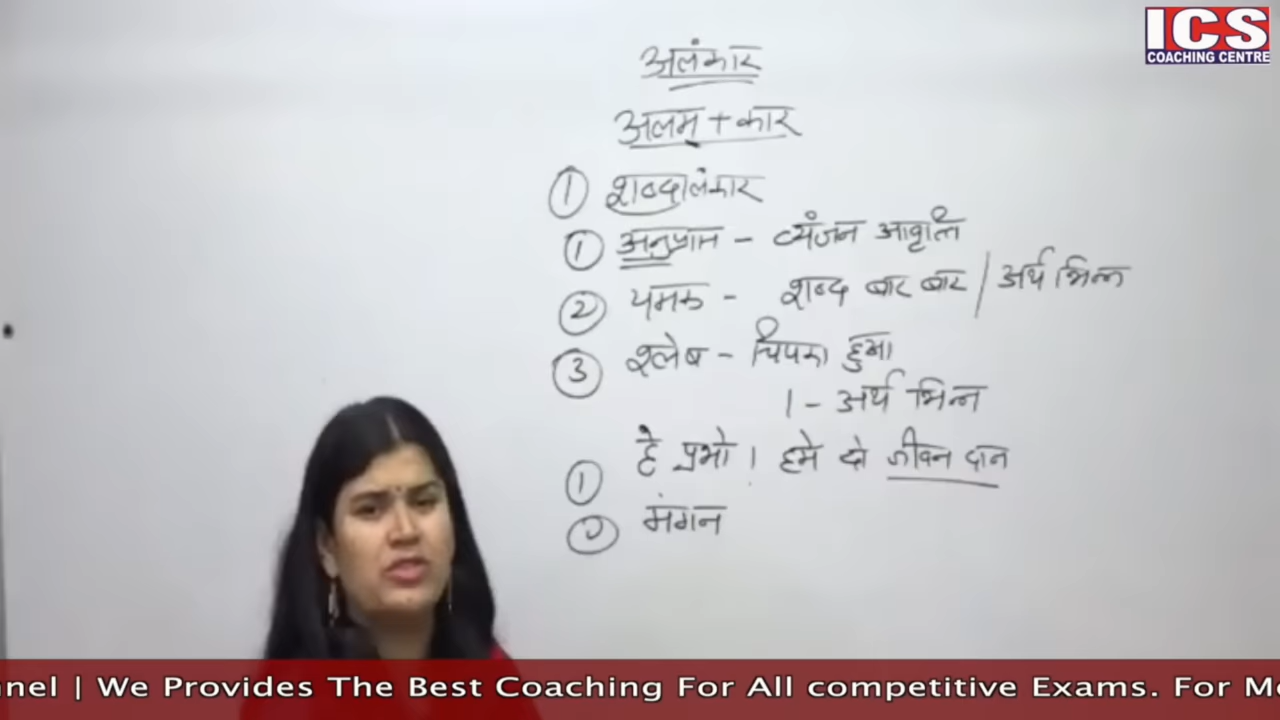 ICS
COACHING CENTRE
अलंकार
अलम् + कार
① शब्दालंकार
① अनुप्रास - व्यंजन आवृत्ति
② यमक - शब्द बार बार / अर्थ भिन्न
③ श्लेष - चिपका हुआ
1 - अर्थ भिन्न
① हे प्रभो । हमे दो जीवन दान
② मंगन
nnel | We Provides The Best Coaching For All competitive Exams. For Mo